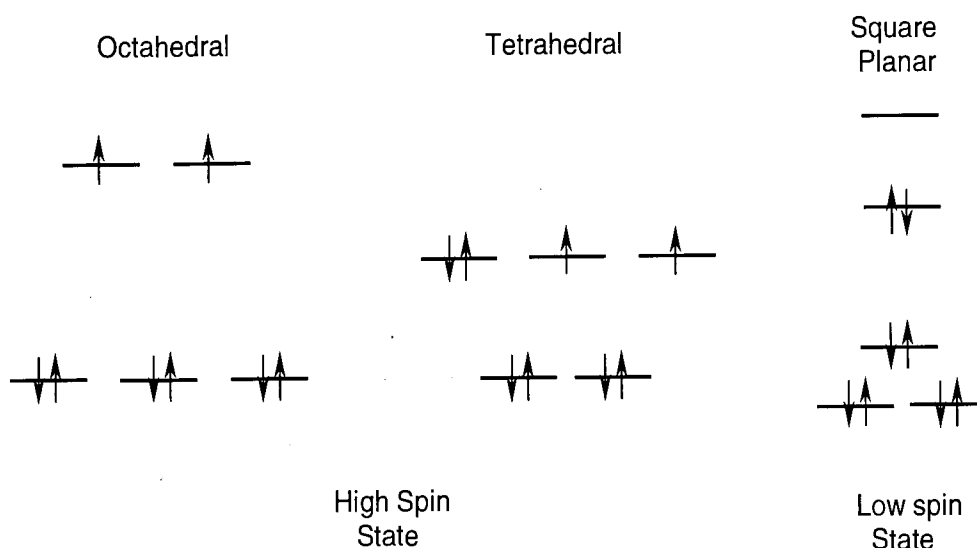 Octahedral
Tetrahedral
Square
Planar
High Spin
State
Low spin
State